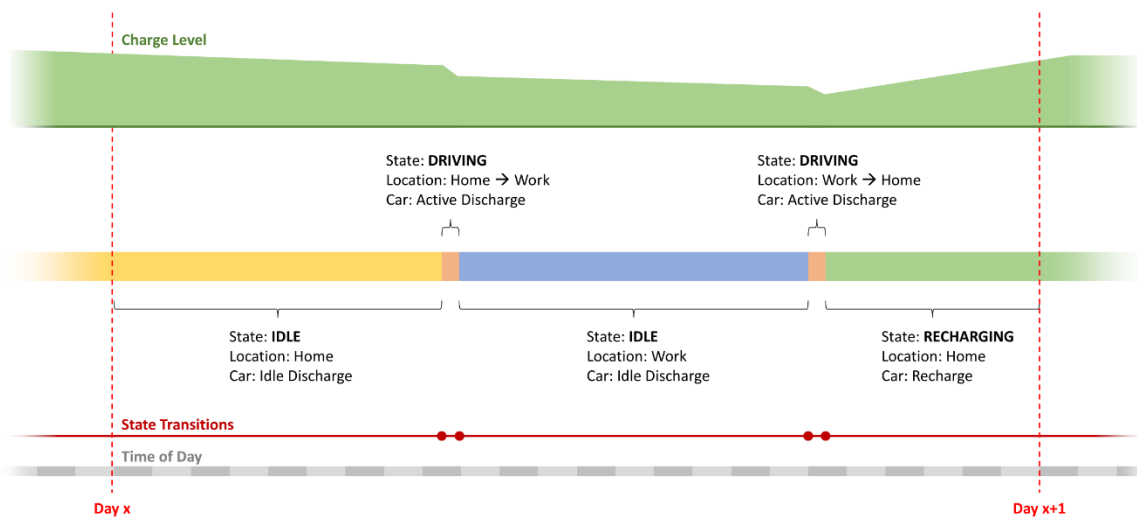 Charge Level
State: DRIVING
Location: Home → Work
Car: Active Discharge
State: DRIVING
Location: Work → Home
Car: Active Discharge
State: IDLE
Location: Home
Car: Idle Discharge
State: IDLE
Location: Work
Car: Idle Discharge
State: RECHARGING
Location: Home
Car: Recharge
State Transitions
Time of Day
Day x
Day x+1